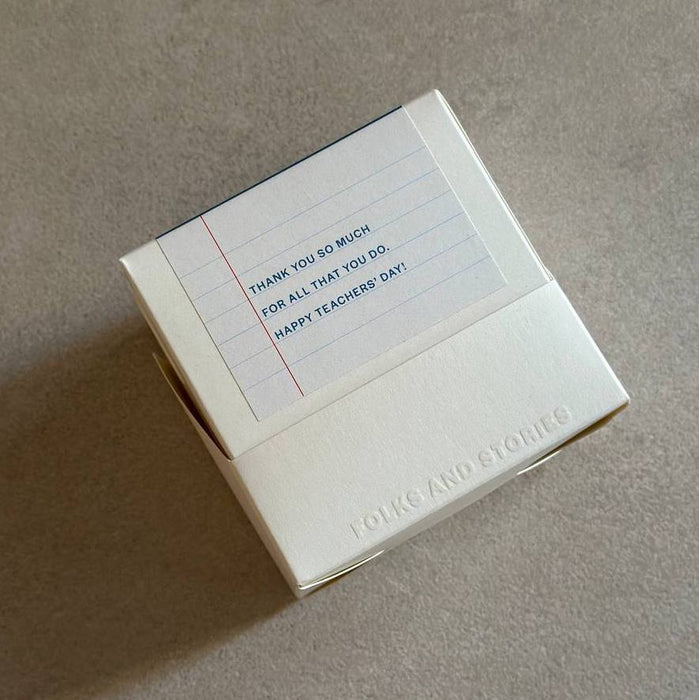 THANK YOU SO MUCH
FOR ALL THAT YOU DO.
HAPPY TEACHERS' DAY!
FOLKS AND STORIES